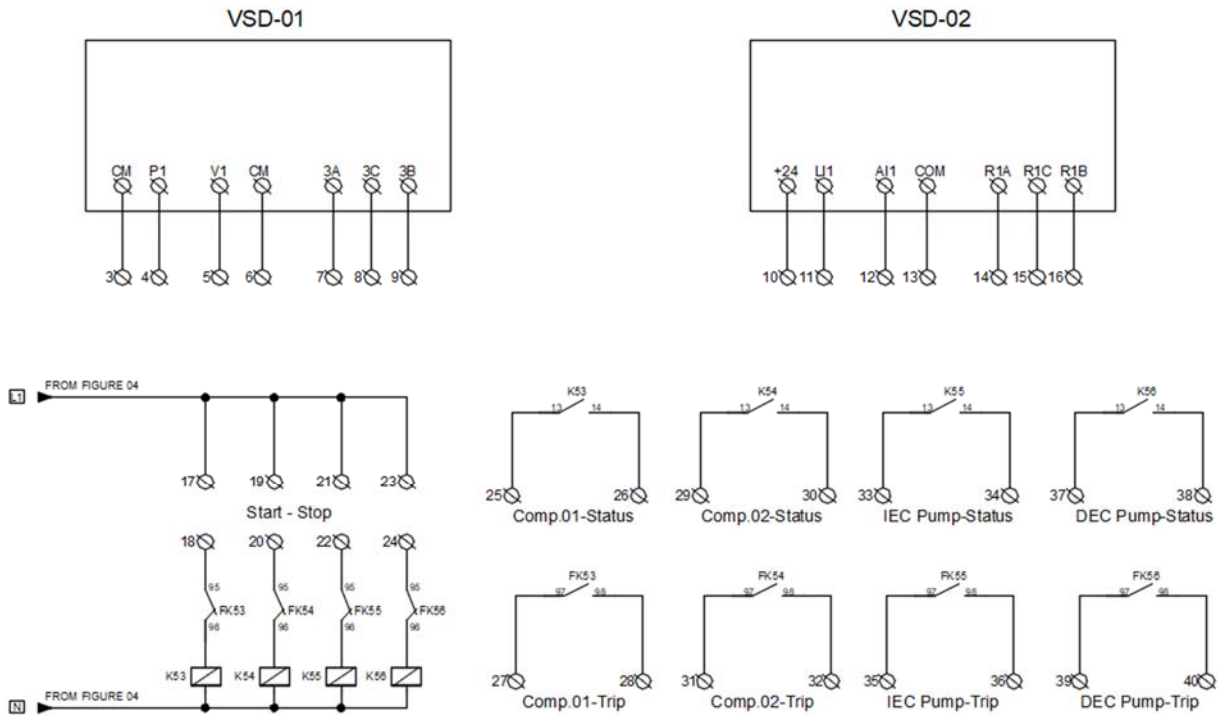 VSD-01 VSD-02
CM P1 V1 CM 3A 3C 3B +24 LI1 AI1 COM R1A R1C R1B
3 4 5 6 7 8 9 10 11 12 13 14 15 16
L1 FROM FIGURE 04
K53 K54 K55 K56
13 14 13 14 13 14 13 14
17 19 21 23
25 26 29 30 33 34 37 38
Start - Stop Comp.01-Status Comp.02-Status IEC Pump-Status DEC Pump-Status
18 20 22 24
FK53 FK54 FK55 FK56
95 95 95 95 97 98 97 98 97 98 97 98
FK53 FK54 FK55 FK56
96 96 96 96
K53 K54 K55 K56
27 28 31 32 35 36 39 40
N FROM FIGURE 04 Comp.01-Trip Comp.02-Trip IEC Pump-Trip DEC Pump-Trip